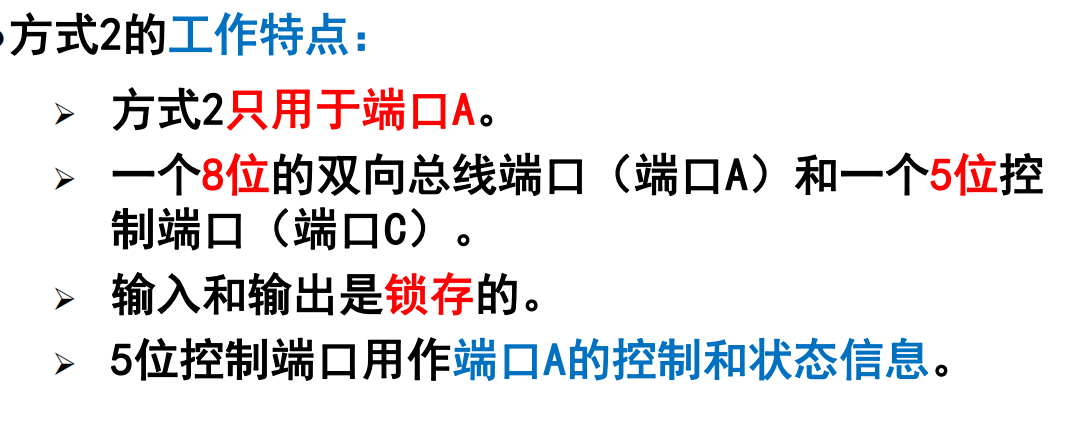 方式2的工作特点：
方式2只用于端口A。
一个8位的双向总线端口（端口A）和一个5位控
制端口（端口C）。
输入和输出是锁存的。
5位控制端口用作端口A的控制和状态信息。